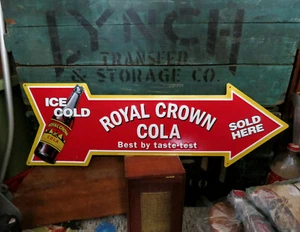 LYNCH
TRANSFER
& STORAGE CO.
ICE
COLD
ROYAL CROWN
COLA
Best by taste-test
SOLD
HERE